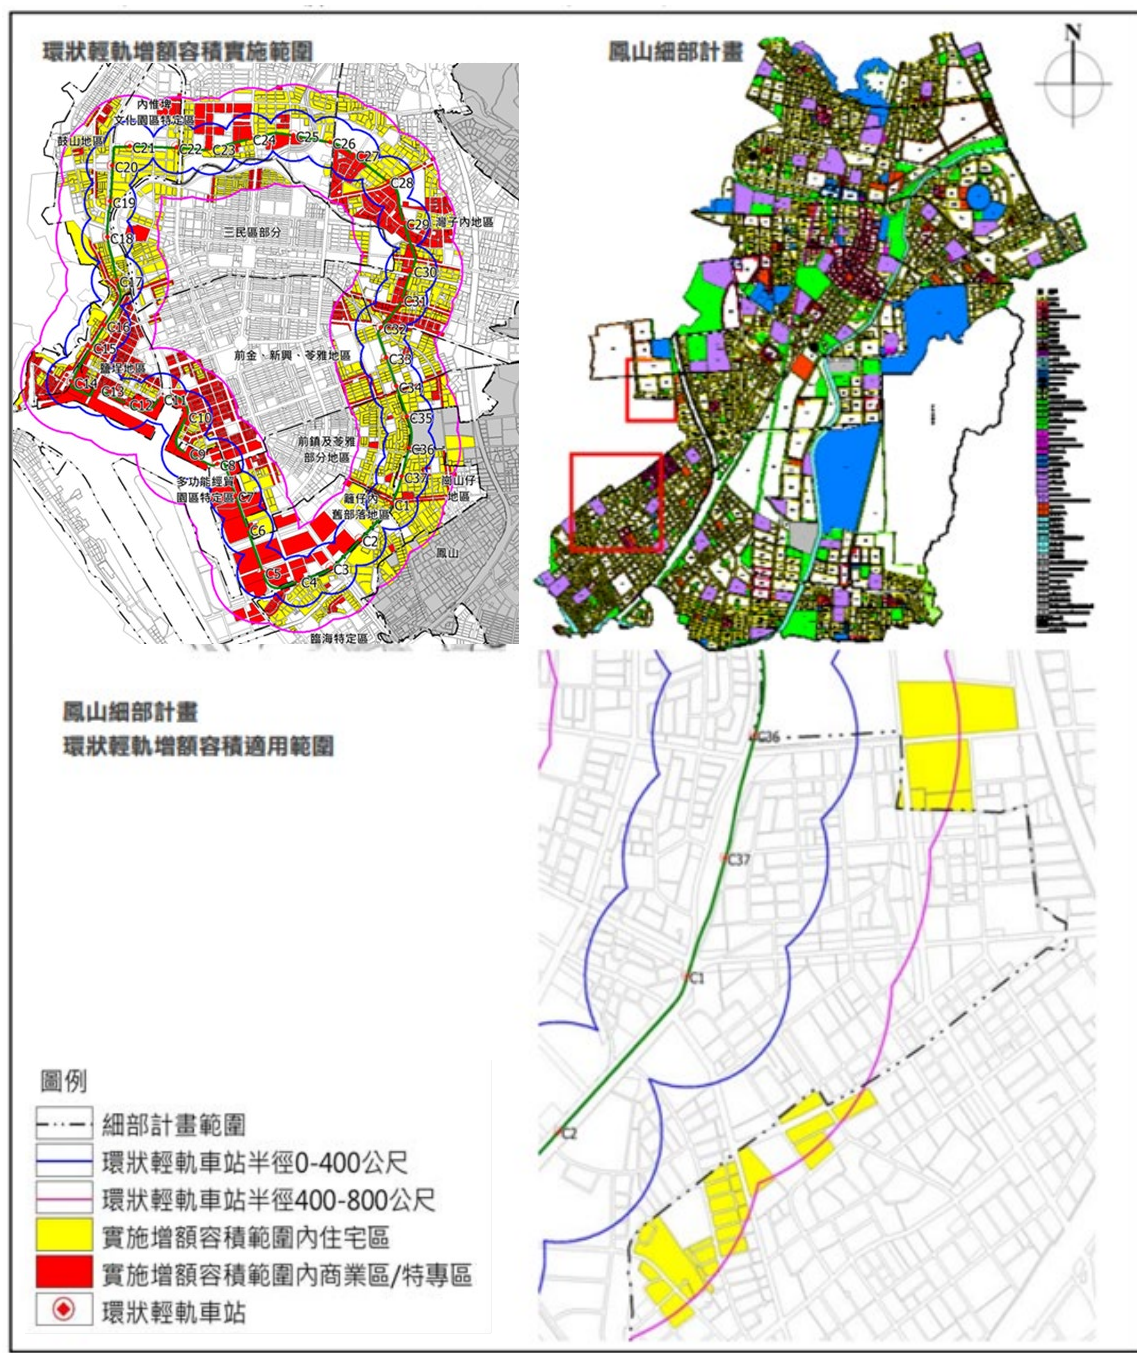 環狀輕軌增額容積實施範圍
鳳山細部計畫
N
內惟埤
文化園區特定區
鼓山地區
C21
C22
C23
C24
C25
C26
C27
C20
C28
C19
C29
灣子內地區
三民區部分
C18
C30
C17
C31
C16
C32
C15
前金、新興、苓雅地區
C33
鹽埕地區
C14
C13
C12
C11
C34
C10
C35
前鎮及苓雅
部分地區
C9
C8
C36
多功能經貿
園區特定區
C7
C37
崗山仔
地區
籬仔內
舊部落地區
C1
C6
C2
鳳山
C5
C4
C3
臨海特定區
鳳山細部計畫
環狀輕軌增額容積適用範圍
C36
C37
C1
C2
圖例
細部計畫範圍
環狀輕軌車站半徑0-400公尺
環狀輕軌車站半徑400-800公尺
實施增額容積範圍內住宅區
實施增額容積範圍內商業區/特專區
環狀輕軌車站